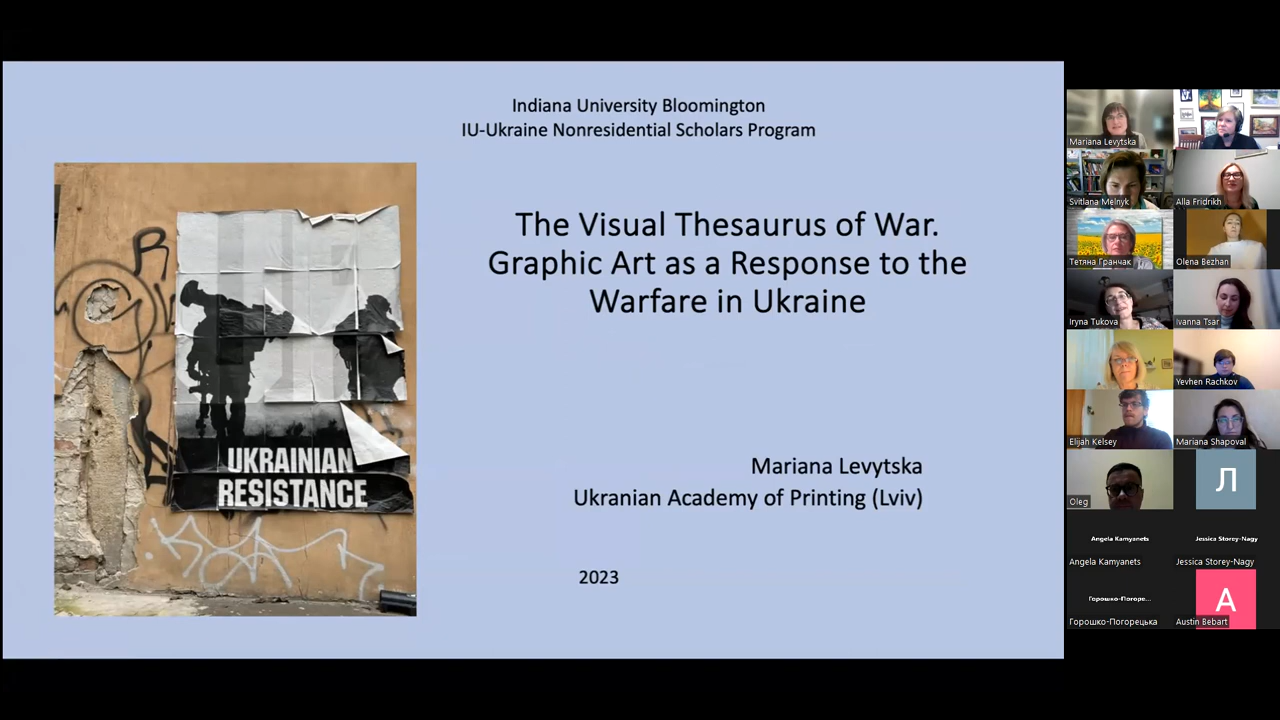 Indiana University Bloomington
IU-Ukraine Nonresidential Scholars Program
The Visual Thesaurus of War.
Graphic Art as a Response to the
Warfare in Ukraine
UKRAINIAN
RESISTANCE
Mariana Levytska
Ukranian Academy of Printing (Lviv)
2023
Mariana Levytska
Svitlana Melnyk
Alla Fridrikh
Тетяна Гранчак
Olena Bezhan
Iryna Tukova
Ivanna Tsar
Yevhen Rachkov
Elijah Kelsey
Mariana Shapoval
Oleg
Л
Angela Kamyanets
Angela Kamyanets
Jessica Storey-Nagy
Jessica Storey-Nagy
Горошко-Погоре...
Горошко-Погорецька
А
Austin Bebart